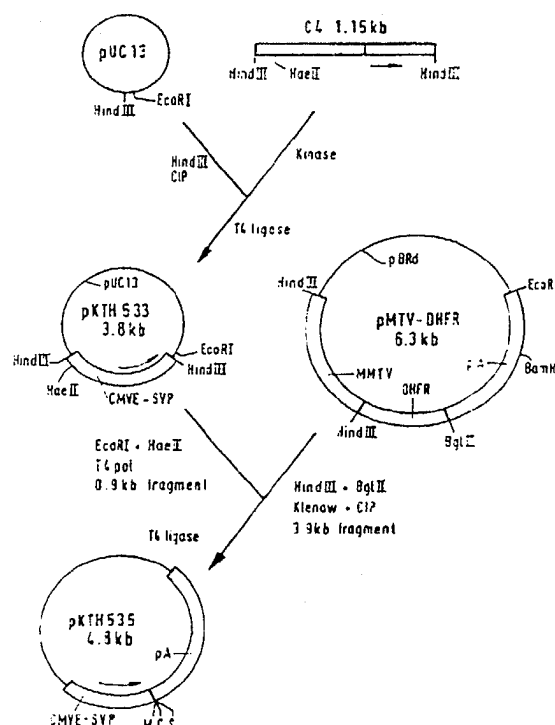 C4 1.15kb
pUC13
HindIII
EcoRI
HindIII
HaeII
HindIII
HindIII
CIP
Kinase
T4 ligase
pUC13
pKTH533
3.8kb
HindIII
HaeII
EcoRI
HindIII
CMVE-SVP
pBRd
HindIII
EcoRI
pMTV-DHFR
6.3kb
MMTV
pA
BamHI
DHFR
HindIII
BglII
EcoRI + HaeII
T4 pol
0.9kb fragment
HindIII + BglII
Klenow + CIP
3.9kb fragment
T4 ligase
pKTH535
4.8kb
pA
CMVE-SVP